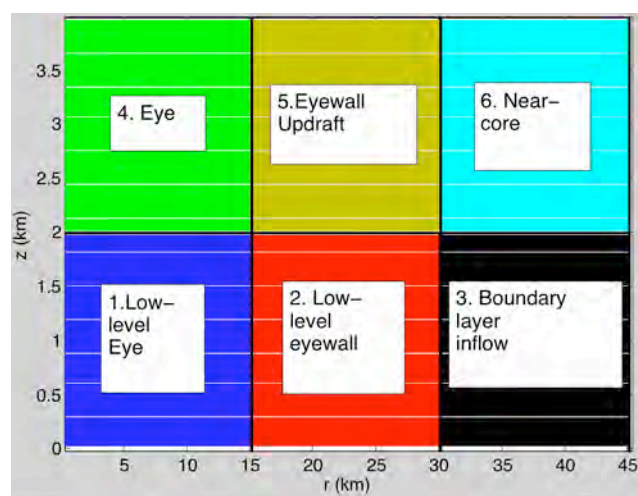 3.5
3
2.5
2
1.5
1
0.5
0
z (km)
4. Eye
5.Eyewall
Updraft
6. Near-
core
1.Low-
level
Eye
2. Low-
level
eyewall
3. Boundary
layer
inflow
5 10 15 20 25 30 35 40 45
r (km)